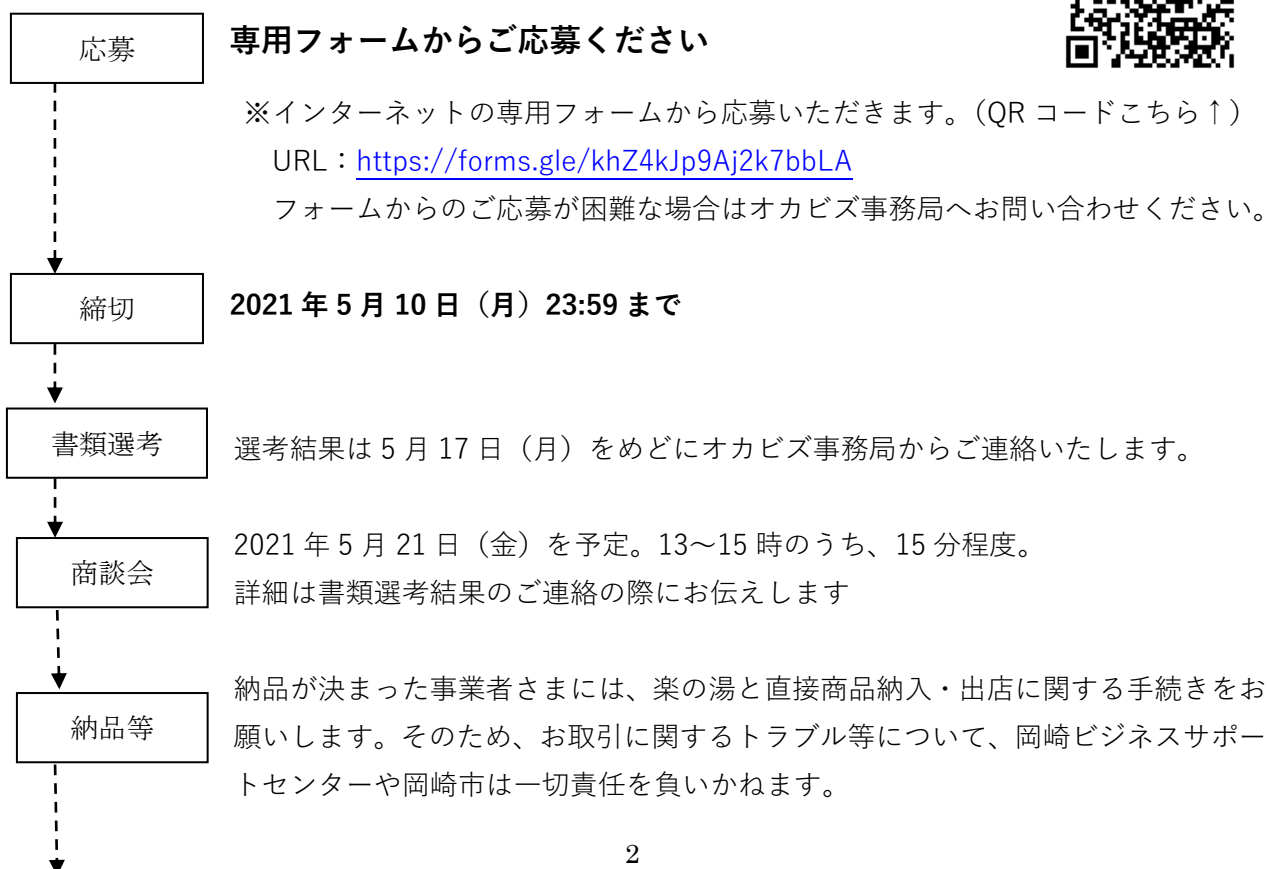 応募
専用フォームからご応募ください
※インターネットの専用フォームから応募いただきます。（QR コードこちら↑）
URL：https://forms.gle/khZ4kJp9Aj2k7bbLA
フォームからのご応募が困難な場合はオカビズ事務局へお問い合わせください。
締切
2021 年 5 月 10 日（月）23:59 まで
書類選考
選考結果は 5 月 17 日（月）をめどにオカビズ事務局からご連絡いたします。
商談会
2021 年 5 月 21 日（金）を予定。13～15 時のうち、15 分程度。
詳細は書類選考結果のご連絡の際にお伝えします
納品等
納品が決まった事業者さまには、楽の湯と直接商品納入・出店に関する手続きをお
願いします。そのため、お取引に関するトラブル等について、岡崎ビジネスサポー
トセンターや岡崎市は一切責任を負いかねます。
2